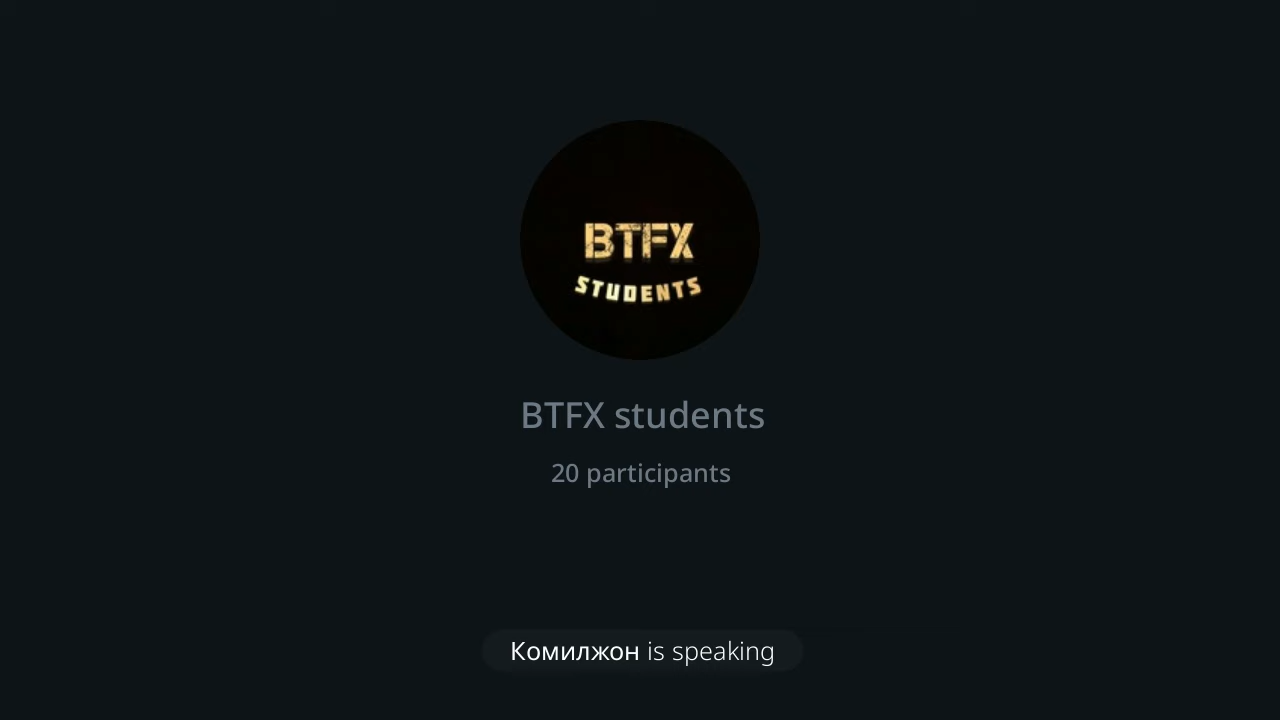 BTFX
STUDENTS
BTFX students
20 participants
Комилжон is speaking